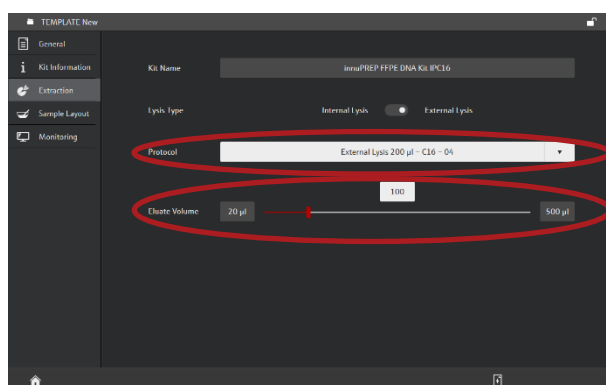 TEMPLATE New
General
Kit Information
Extraction
Sample Layout
Monitoring
Kit Name innuPREP FFPE DNA Kit IPC16
Lysis Type Internal Lysis External Lysis
Protocol External Lysis 200 µl - C16 - 04
100
Eluate Volume 20 µl 500 µl